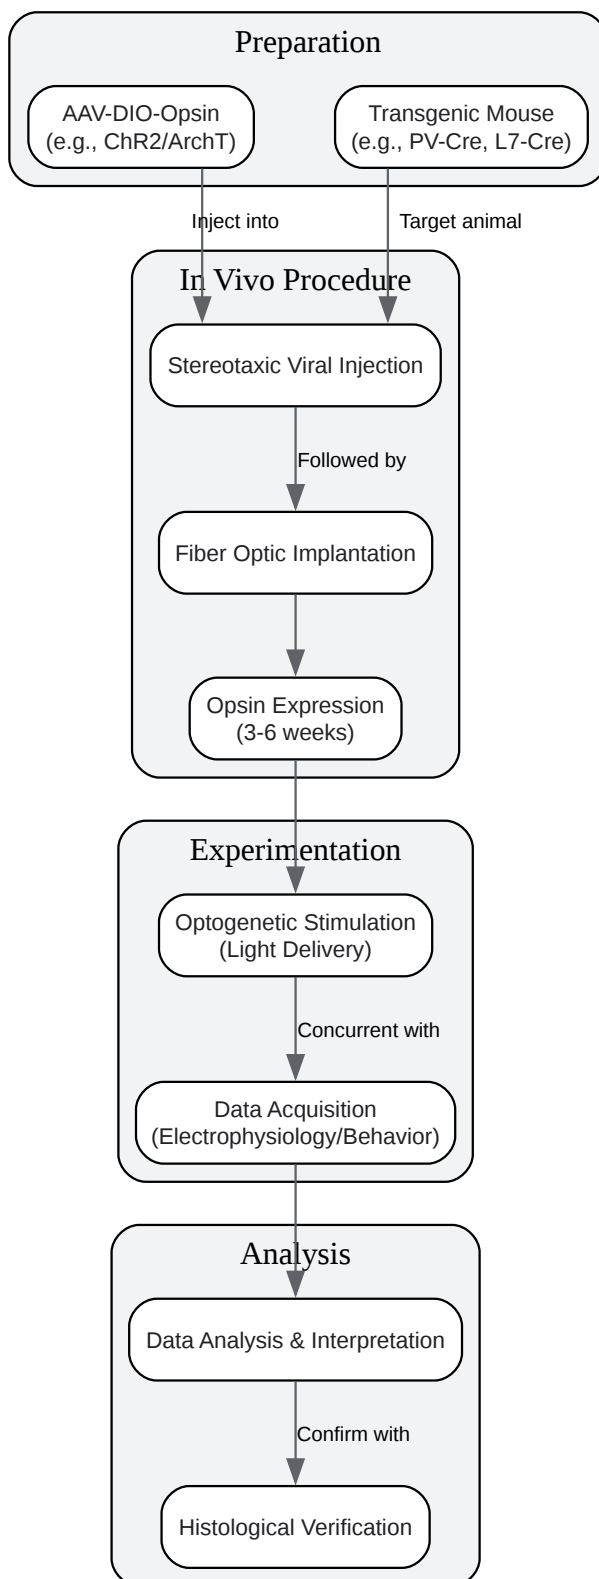 Preparation
AAV-DIO-Opsin
(e.g., ChR2/ArchT)
Transgenic Mouse
(e.g., PV-Cre, L7-Cre)
Inject into
Target animal
In Vivo Procedure
Stereotaxic Viral Injection
Followed by
Fiber Optic Implantation
Opsin Expression
(3-6 weeks)
Experimentation
Optogenetic Stimulation
(Light Delivery)
Concurrent with
Data Acquisition
(Electrophysiology/Behavior)
Analysis
Data Analysis & Interpretation
Confirm with
Histological Verification